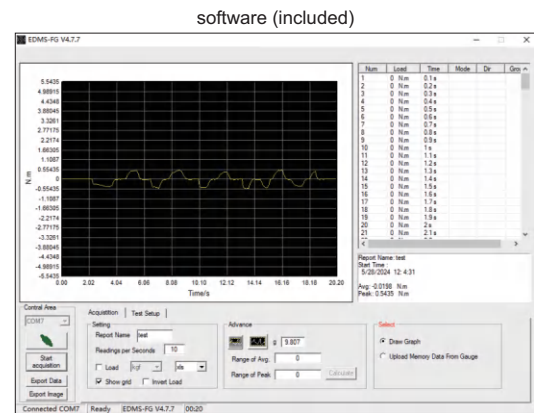 software (included)
EDMS-FG V4.7.7
5.5435
4.98915
4.4348
3.88045
3.3261
2.77175
2.2174
1.66305
1.1087
0.55435
0
-0.55435
-1.1087
-1.66305
-2.2174
-2.77175
-3.3261
-3.88045
-4.4348
-4.98915
-5.5435
N.m
0.00 2.02 4.04 6.06 8.08 10.10 12.12 14.14 16.16 18.18 20.20
Time/s
Num Load Time Mode Dir Gro
1 0 N.m 0.1 s
2 0 N.m 0.2 s
3 0 N.m 0.3 s
4 0 N.m 0.4 s
5 0 N.m 0.5 s
6 0 N.m 0.6 s
7 0 N.m 0.7 s
8 0 N.m 0.8 s
9 0 N.m 0.9 s
10 0 N.m 1 s
11 0 N.m 1.1 s
12 0 N.m 1.2 s
13 0 N.m 1.3 s
14 0 N.m 1.4 s
15 0 N.m 1.5 s
16 0 N.m 1.6 s
17 0 N.m 1.7 s
18 0 N.m 1.8 s
19 0 N.m 1.9 s
20 0 N.m 2 s
21 0 N.m 2.1 s
Report Name: test
Start Time :
5/28/2024 12: 4:31
Avg: -0.0198 N.m
Peak: 0.5435 N.m
Control Area
COM7
Start
acquisition
Export Data
Export Image
Acquisition Test Setup
Setting
Report Name test
Readings per Seconds 10
Load Kgf xls
Show grid Invert Load
Advance
g 9.807
Range of Avg: 0
Range of Peak 0 Calculate
Select
Draw Graph
Upload Memory Data From Gauge
Connected COM7 Ready EDMS-FG V4.7.7 00:20